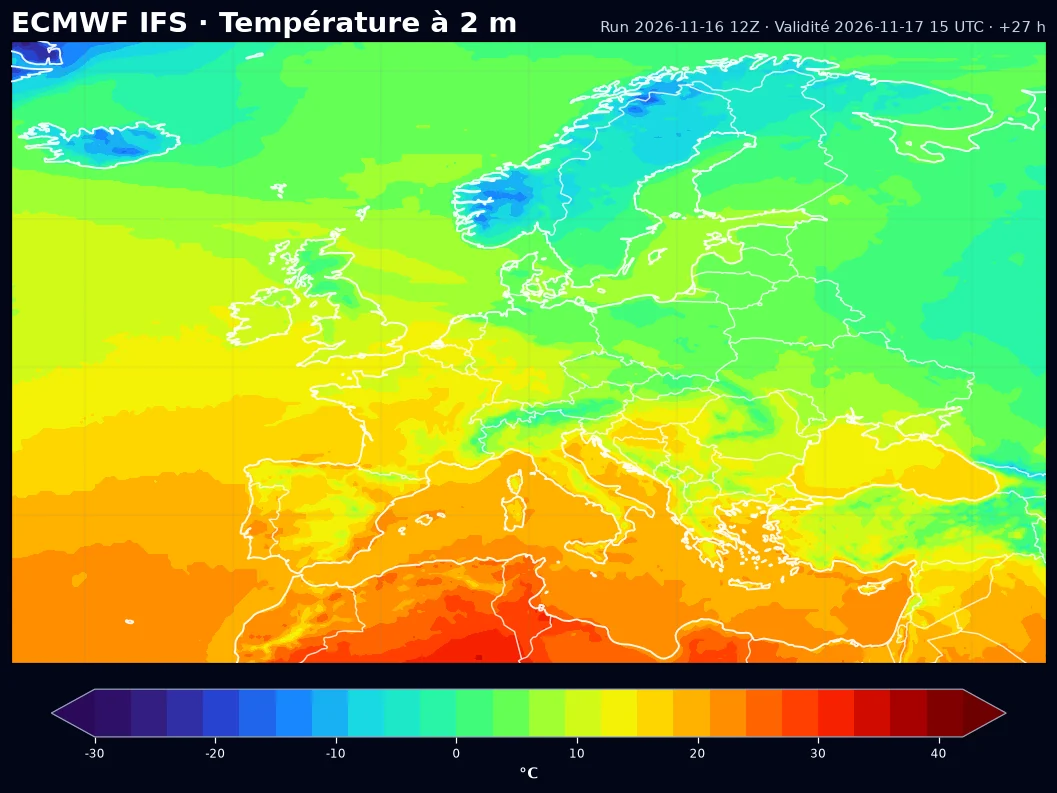 ECMWF IFS · Température à 2 m
Run 2026-11-16 12Z · Validité 2026-11-17 15 UTC · +27 h
-30 -20 -10 0 10 20 30 40
°C